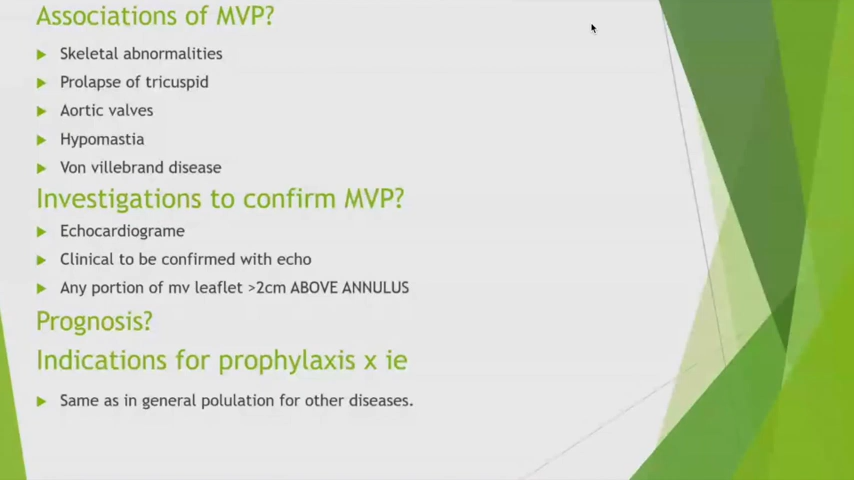 Associations of MVP?
Skeletal abnormalities
Prolapse of tricuspid
Aortic valves
Hypomastia
Von villebrand disease
Investigations to confirm MVP?
Echocardiograme
Clinical to be confirmed with echo
Any portion of mv leaflet >2cm ABOVE ANNULUS
Prognosis?
Indications for prophylaxis x ie
Same as in general polulation for other diseases.